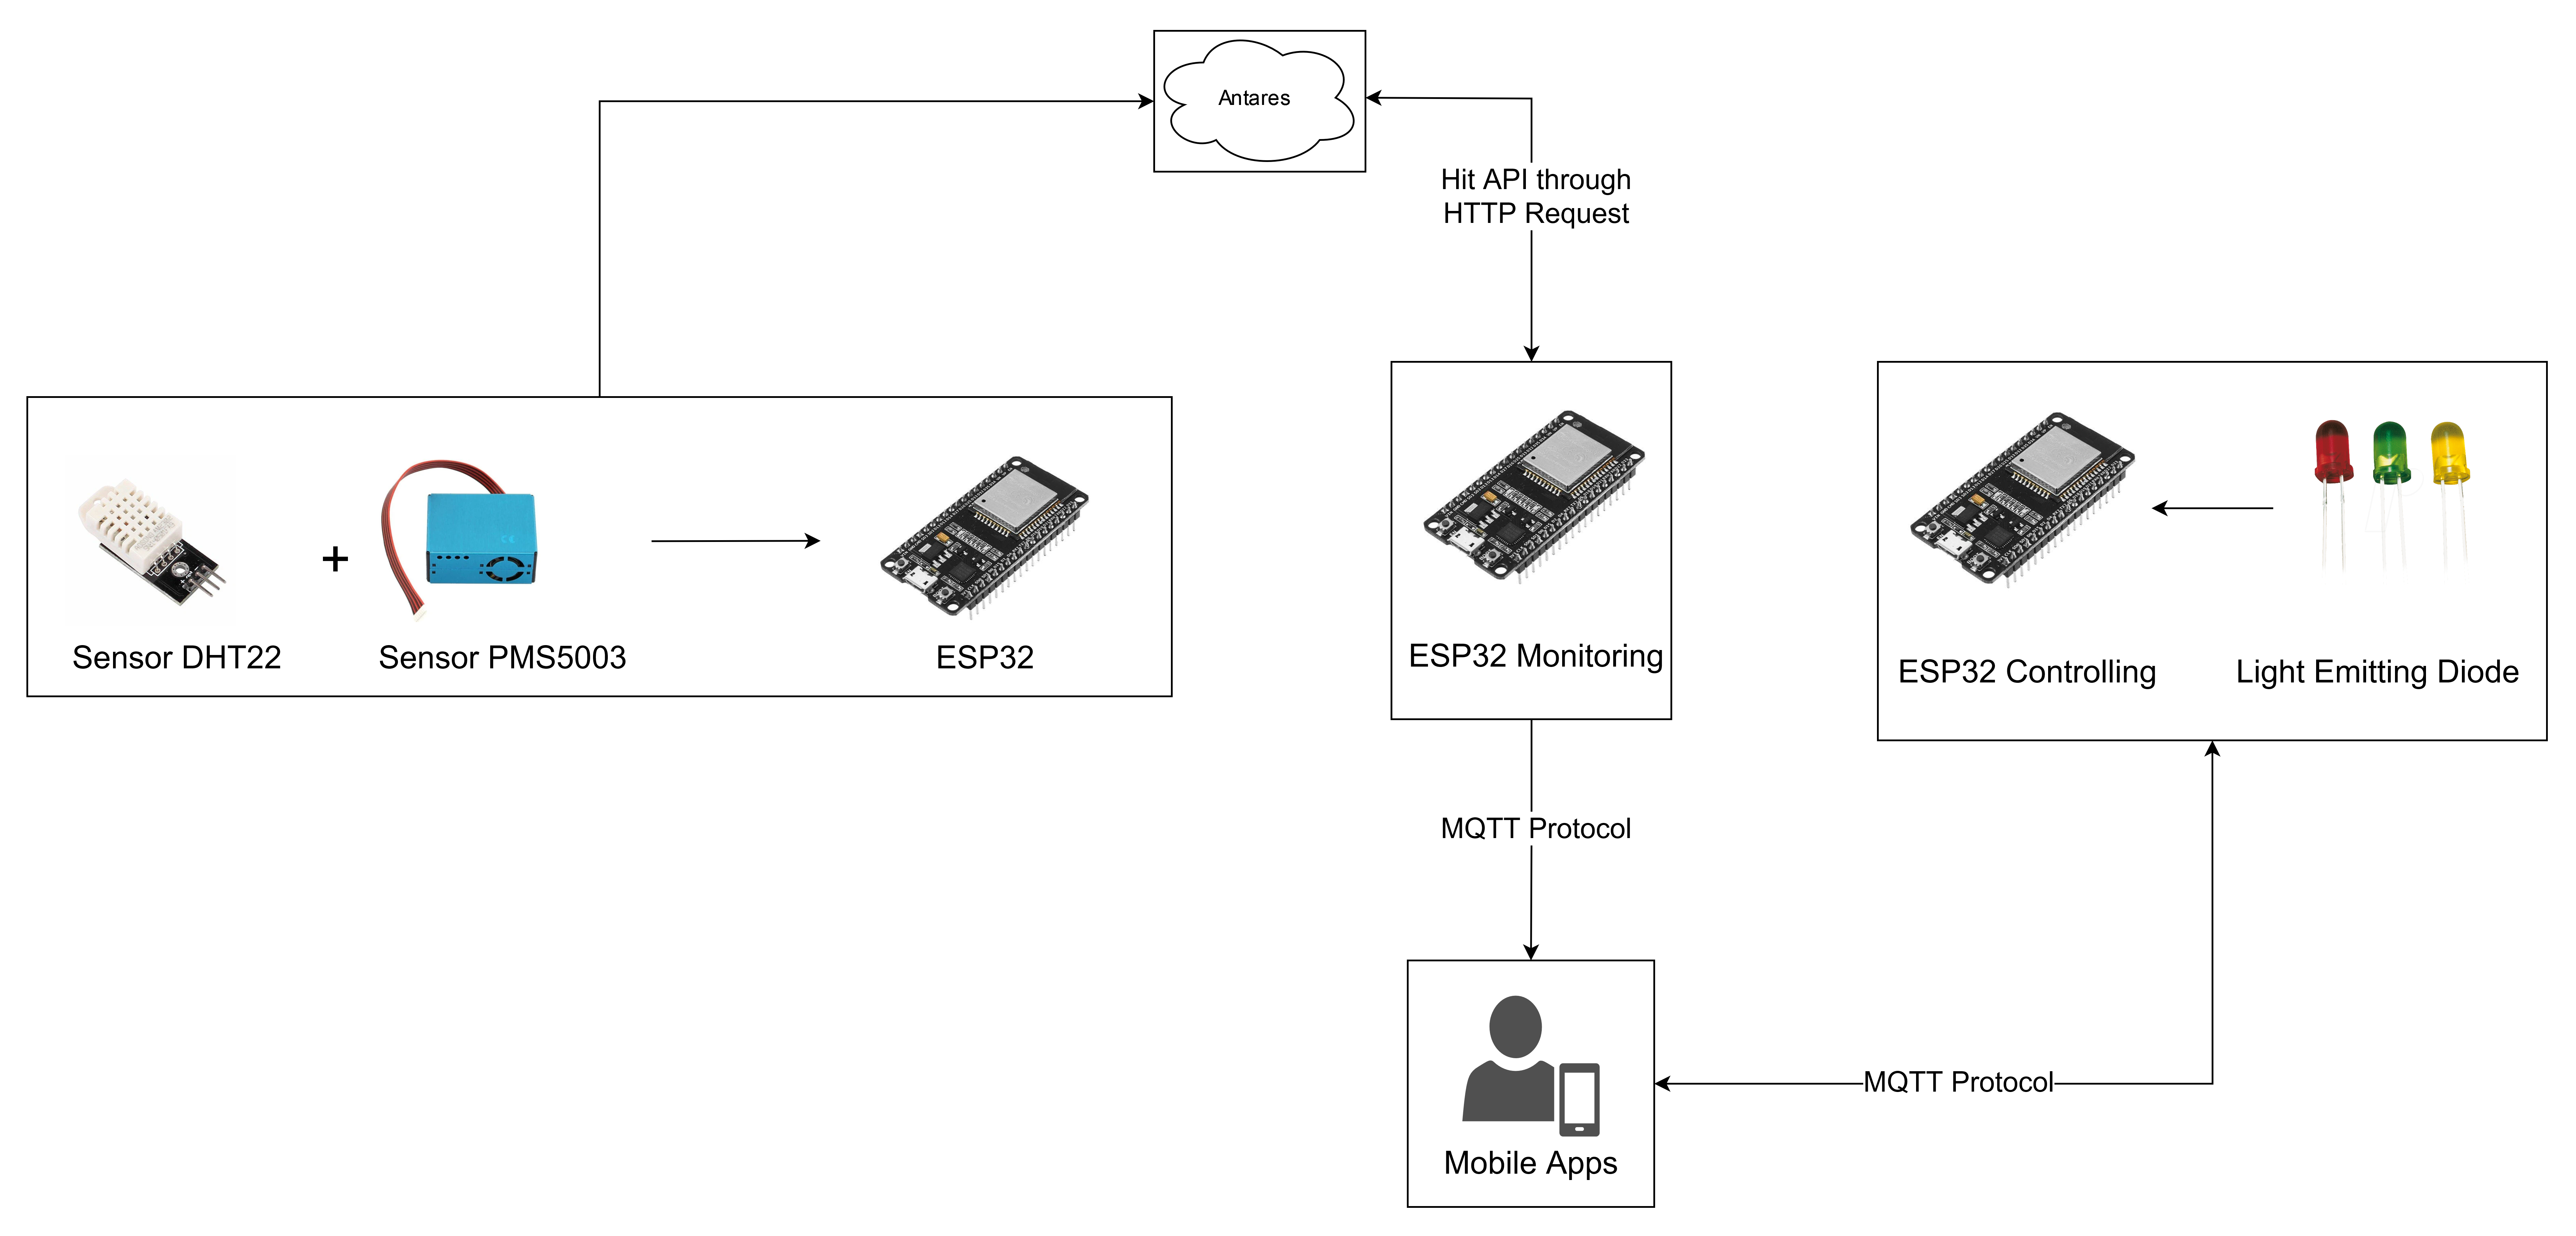 Antares
Hit API through
HTTP Request
+
Sensor DHT22
Sensor PMS5003
ESP32
ESP32 Monitoring
ESP32 Controlling
Light Emitting Diode
MQTT Protocol
MQTT Protocol
Mobile Apps